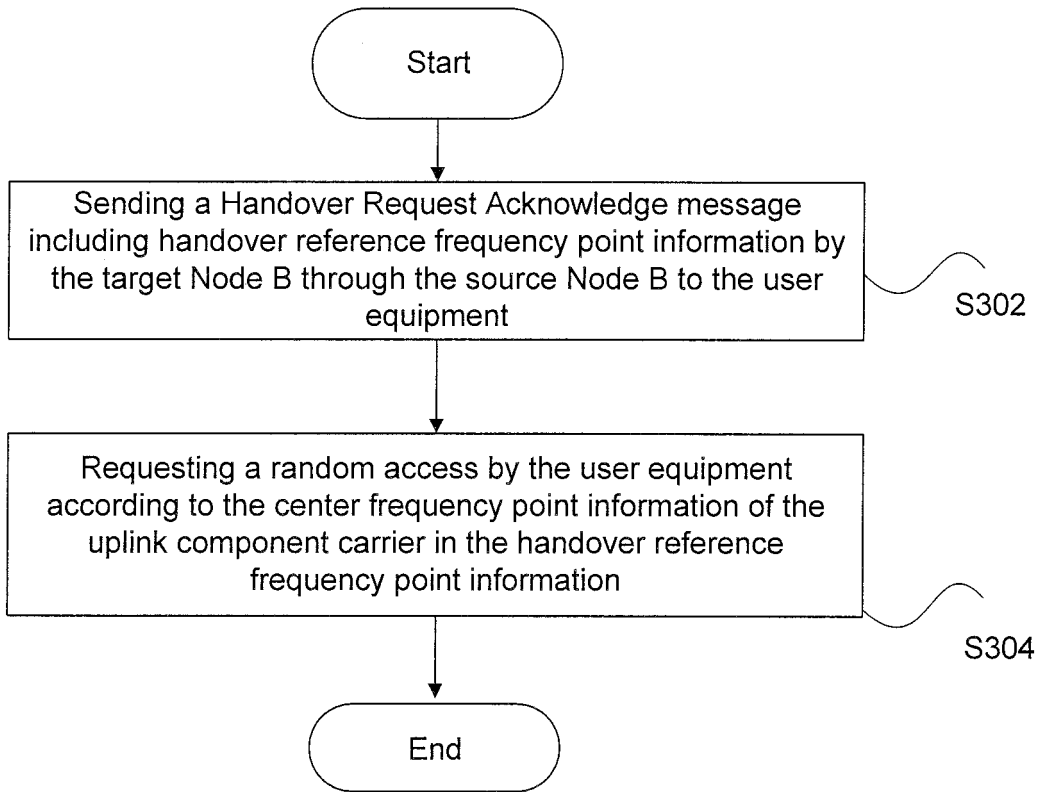 Start
Sending a Handover Request Acknowledge message
including handover reference frequency point information by
the target Node B through the source Node B to the user
equipment
S302
Requesting a random access by the user equipment
according to the center frequency point information of the
uplink component carrier in the handover reference
frequency point information
S304
End